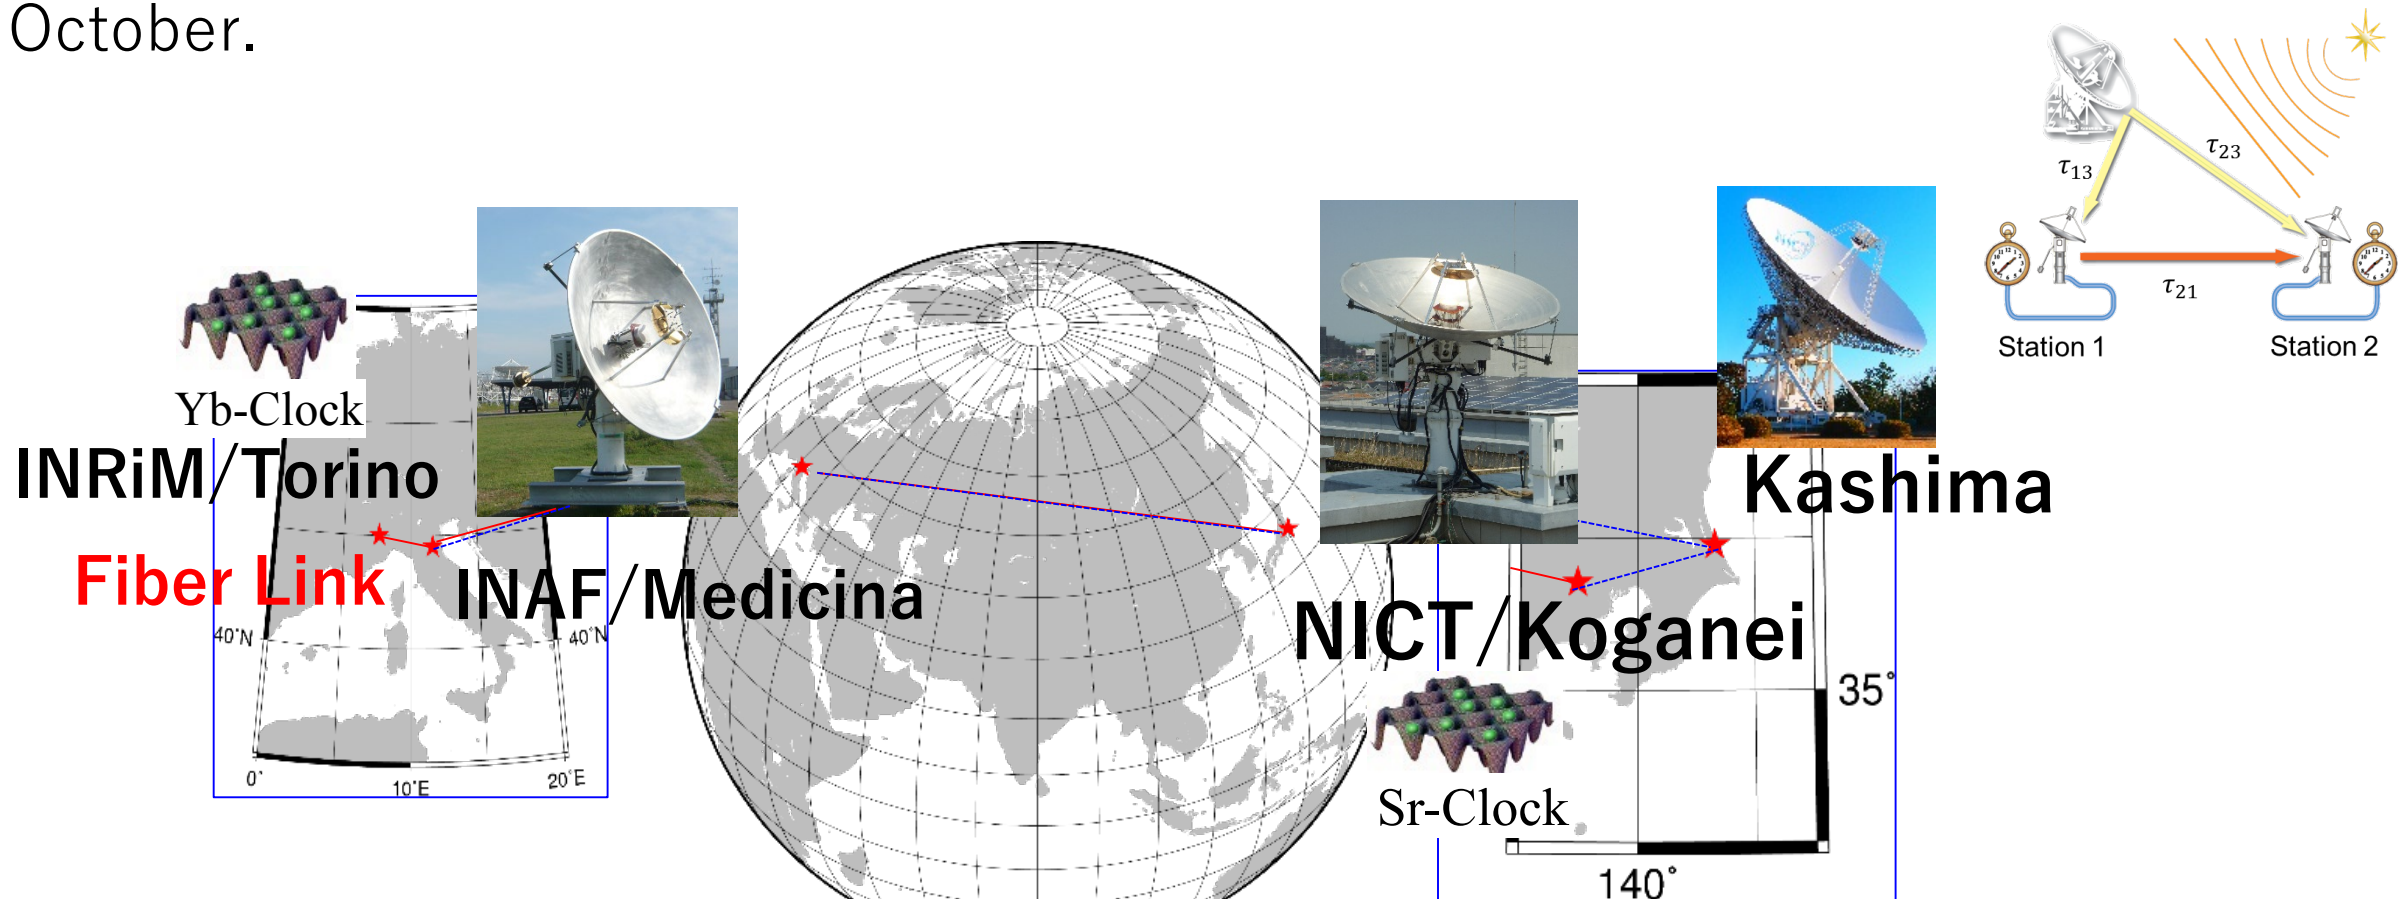 October.
τ₂₃
τ₁₃
τ₂₁
Station 1
Station 2
Yb-Clock
INRiM/Torino
Kashima
Fiber Link
INAF/Medicina
NICT/Koganei
40°N
40°N
35°
0°
10°E
20°E
Sr-Clock
140°